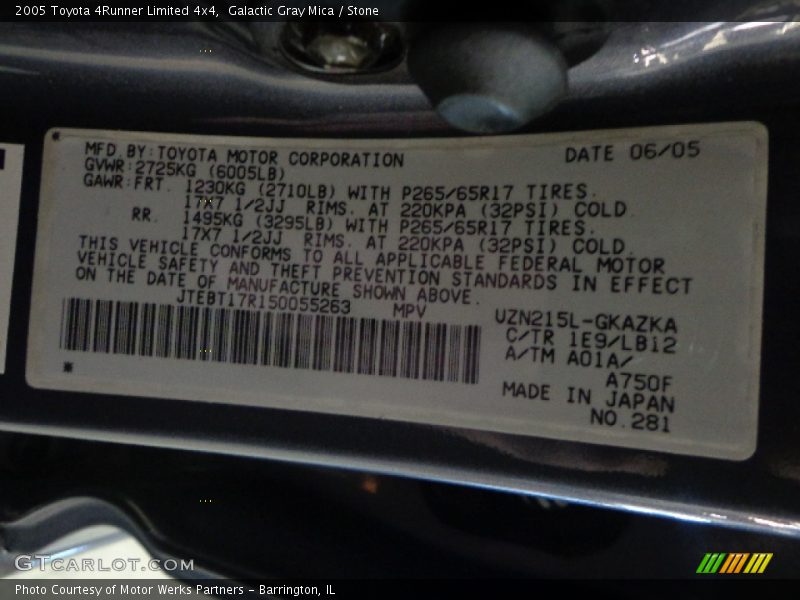 2005 Toyota 4Runner Limited 4x4,  Galactic Gray Mica / Stone
MFD BY:TOYOTA MOTOR CORPORATION DATE 06/05
GVWR:2725KG (6005LB)
GAWR:FRT. 1230KG (2710LB) WITH P265/65R17 TIRES.
17X7 1/2JJ RIMS. AT 220KPA (32PSI) COLD
RR. 1495KG (3295LB) WITH P265/65R17 TIRES.
17X7 1/2JJ RIMS. AT 220KPA (32PSI) COLD.
THIS VEHICLE CONFORMS TO ALL APPLICABLE FEDERAL MOTOR
VEHICLE SAFETY AND THEFT PREVENTION STANDARDS IN EFFECT
ON THE DATE OF MANUFACTURE SHOWN ABOVE.
JTEBT17R150055263 MPV
UZN215L-GKAZKA
C/TR 1E9/LB12
A/TM A01A/
A750F
MADE IN JAPAN
NO.281
GTCARLOT.COM
Photo Courtesy of Motor Werks Partners - Barrington, IL